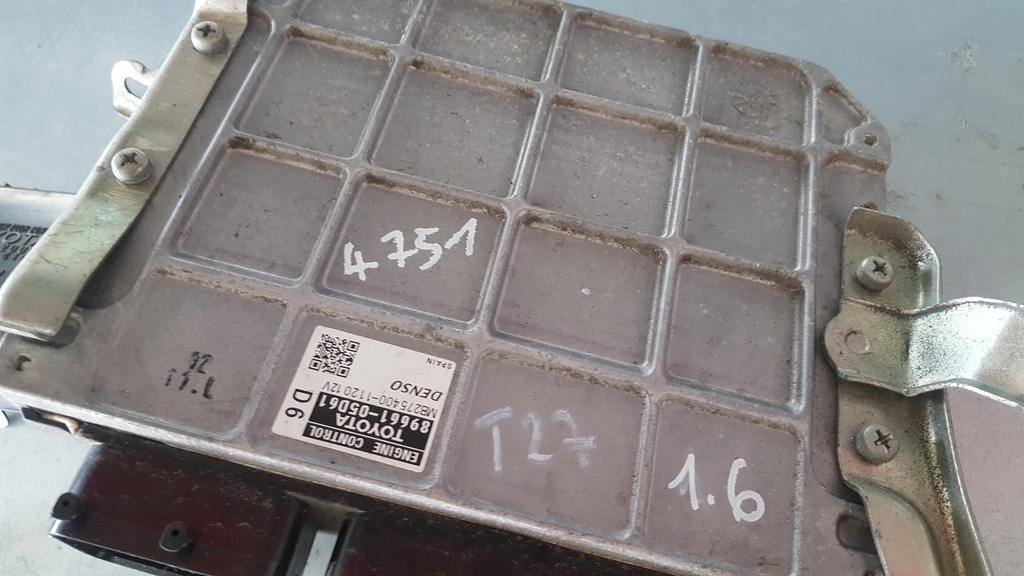 4751
ENGINE CONTROL
TOYOTA
89661-05D61
MB275400-1120 12V
DENSO
D6
SPAIN
T27
1.6